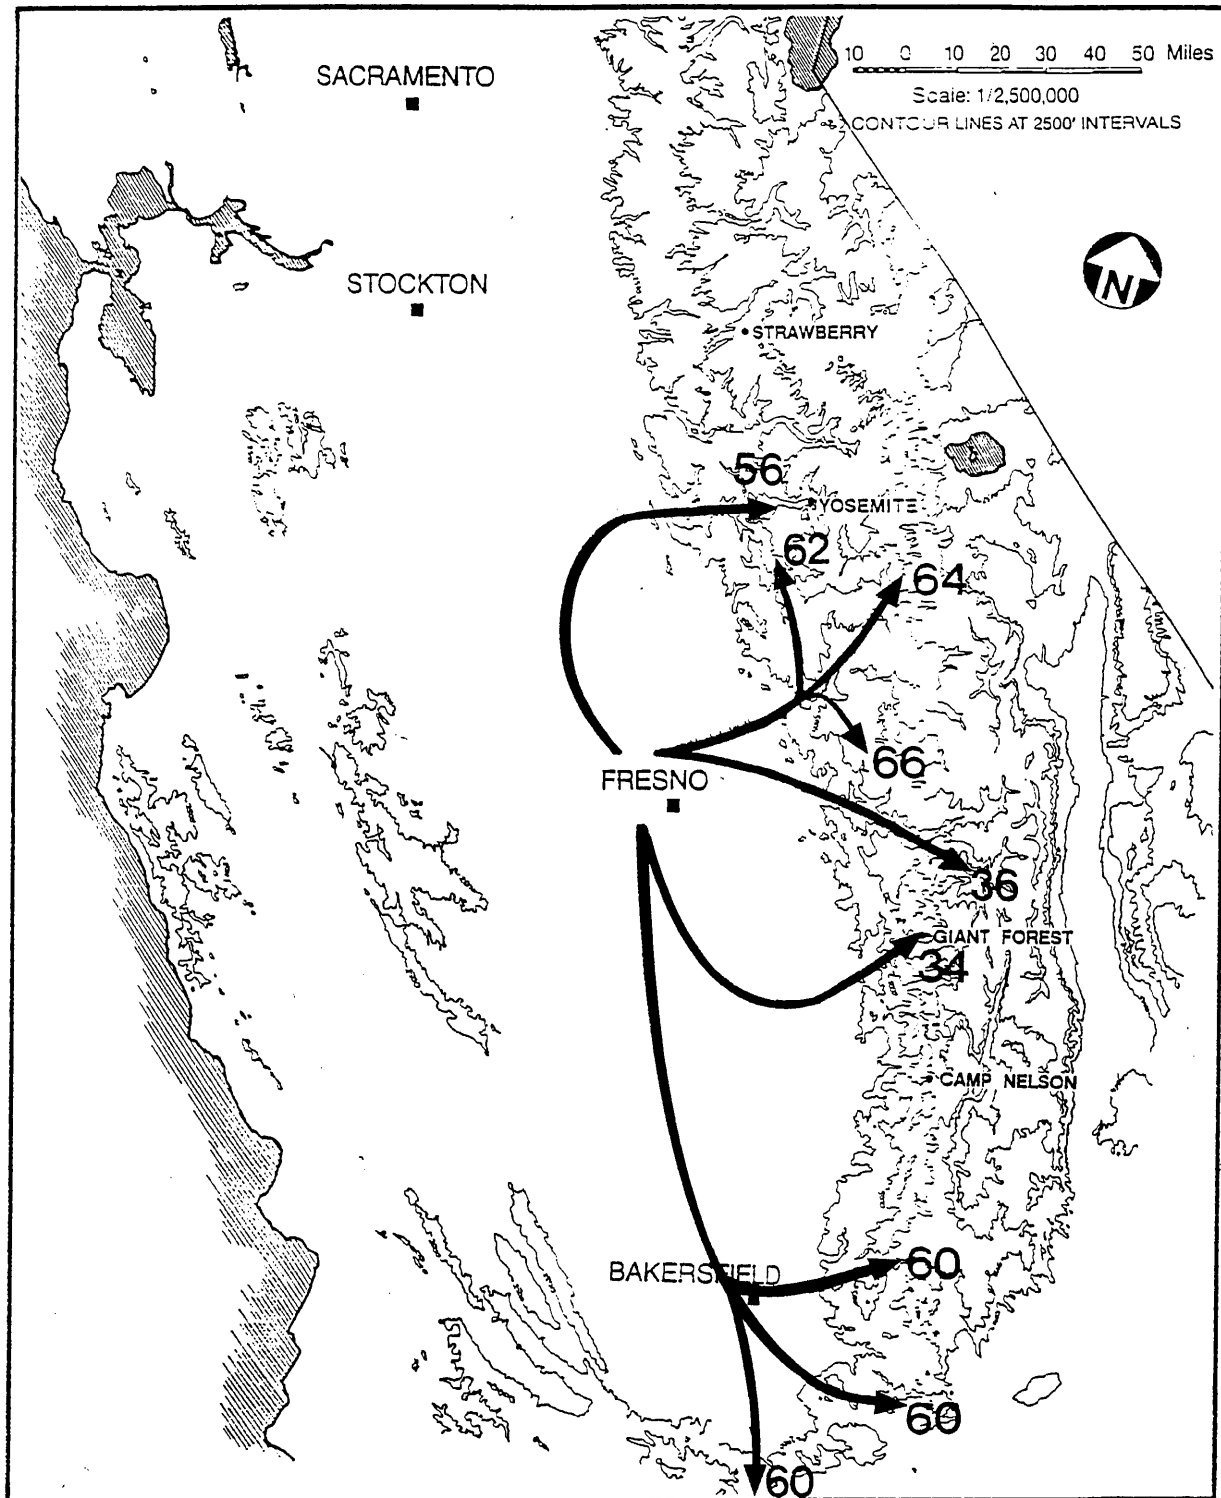 10 0 10 20 30 40 50 Miles
Scale: 1/2,500,000
CONTOUR LINES AT 2500' INTERVALS
SACRAMENTO
N
STOCKTON
STRAWBERRY
56
YOSEMITE
62
64
66
FRESNO
36
GIANT FOREST
34
CAMP NELSON
60
BAKERSFIELD
60
60